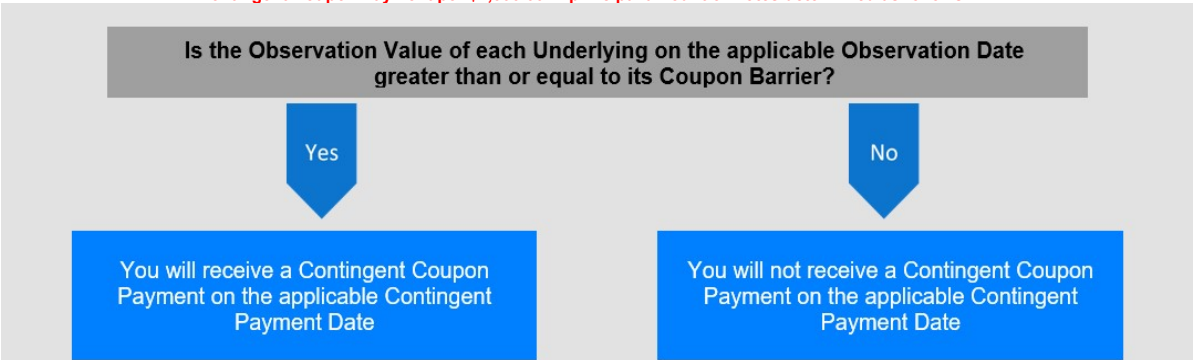 Is the Observation Value of each Underlying on the applicable Observation Date
greater than or equal to its Coupon Barrier?
Yes
No
You will receive a Contingent Coupon
Payment on the applicable Contingent
Payment Date
You will not receive a Contingent Coupon
Payment on the applicable Contingent
Payment Date